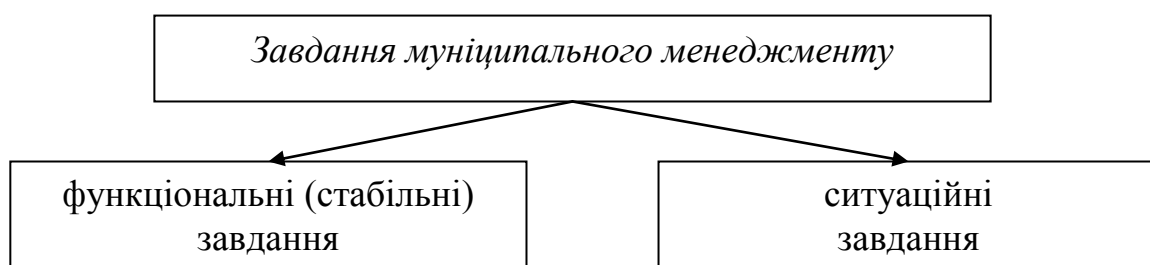 Завдання муніципального менеджменту
функціональні (стабільні)
завдання
ситуаційні
завдання